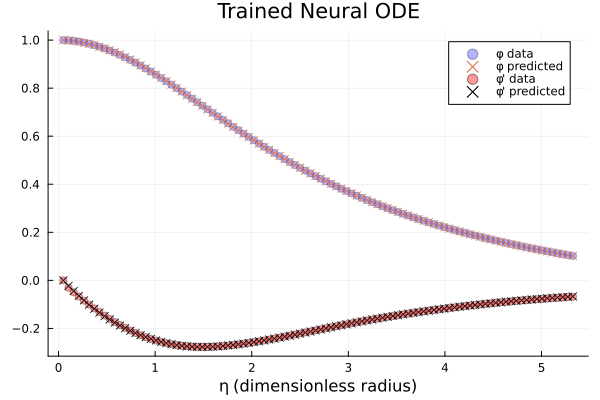 Trained Neural ODE
1.0
0.8
0.6
0.4
0.2
0.0
−0.2
φ data
φ predicted
φ' data
φ' predicted
0
1
2
3
4
5
η (dimensionless radius)